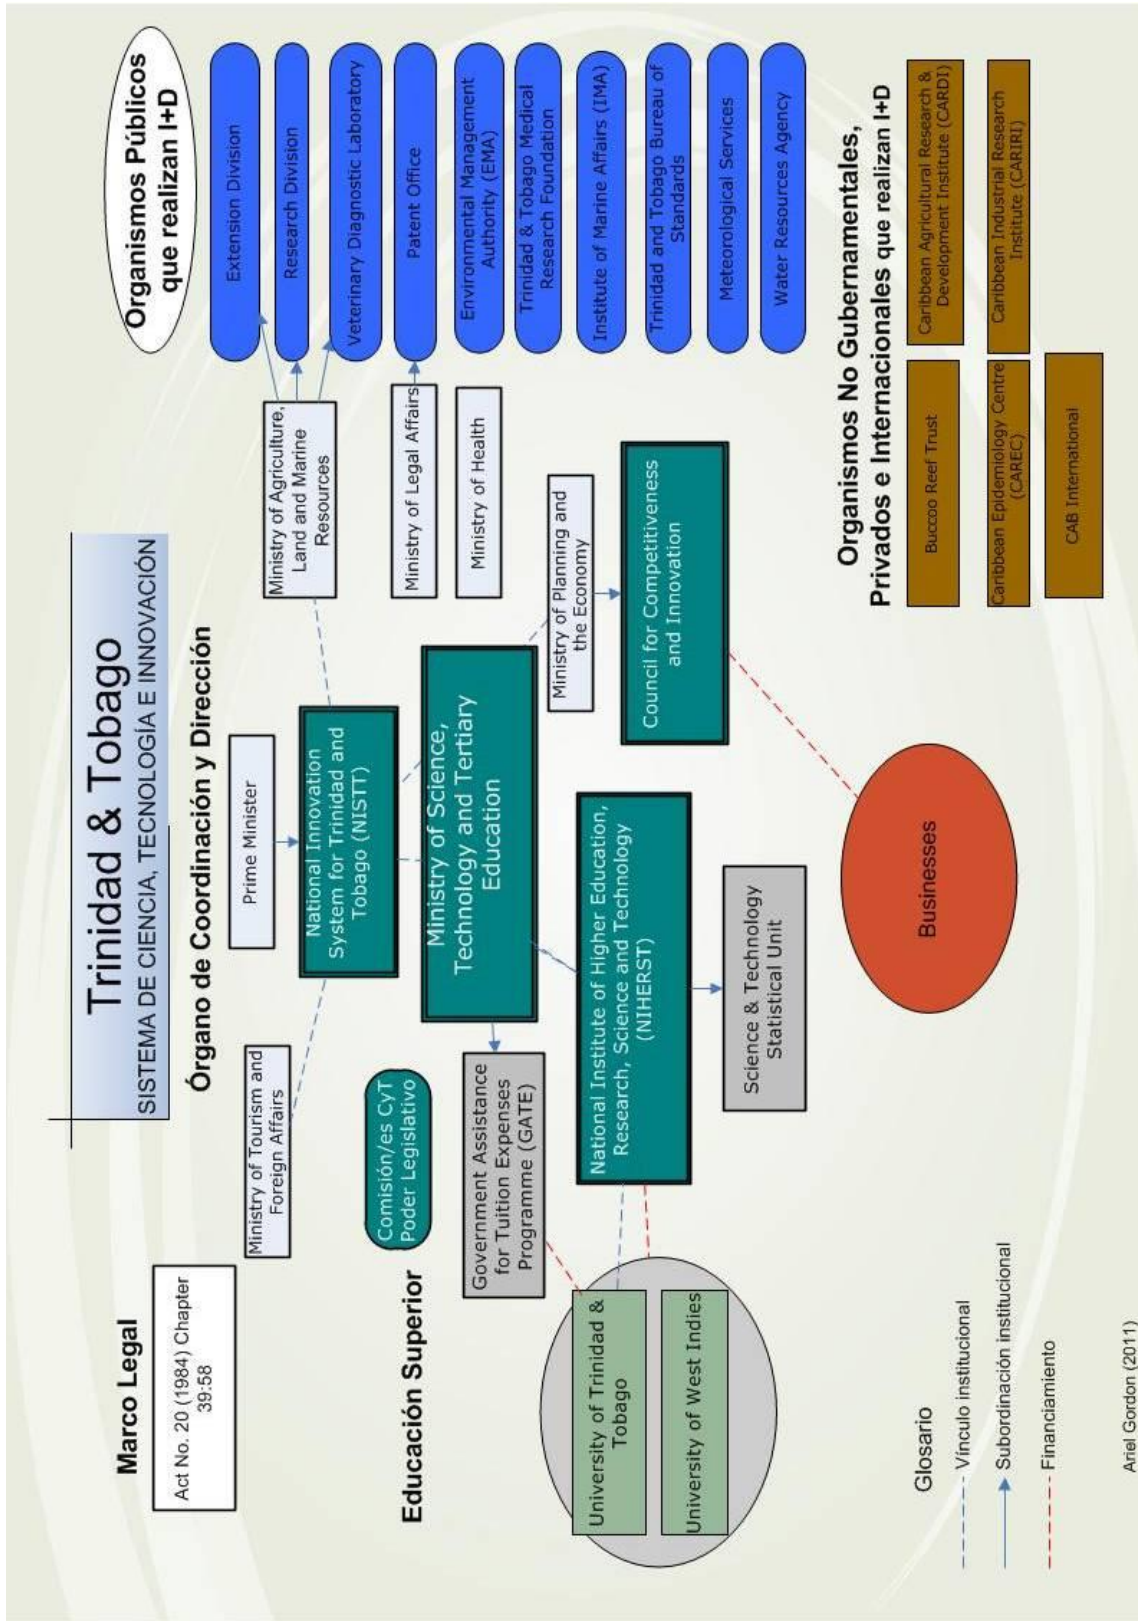 Trinidad & Tobago
SISTEMA DE CIENCIA, TECNOLOGÍA E INNOVACIÓN
Marco Legal
Act No. 20 (1984) Chapter
39:58
Órgano de Coordinación y Dirección
Prime Minister
Ministry of Tourism and
Foreign Affairs
National Innovation
System for Trinidad and
Tobago (NISTT)
Ministry of Agriculture,
Land and Marine
Resources
Ministry of Legal Affairs
Ministry of Health
Comisión/es CyT
Poder Legislativo
Ministry of Science,
Technology and Tertiary
Education
Ministry of Planning and
the Economy
Council for Competitiveness
and Innovation
Educación Superior
Government Assistance
for Tuition Expenses
Programme (GATE)
National Institute of Higher Education,
Research, Science and Technology
(NIHERST)
Science & Technology
Statistical Unit
University of Trinidad &
Tobago
University of West Indies
Businesses
Organismos Públicos
que realizan I+D
Extension Division
Research Division
Veterinary Diagnostic Laboratory
Patent Office
Environmental Management
Authority (EMA)
Trinidad & Tobago Medical
Research Foundation
Institute of Marine Affairs (IMA)
Trinidad and Tobago Bureau of
Standards
Meteorological Services
Water Resources Agency
Organismos No Gubernamentales,
Privados e Internacionales que realizan I+D
Buccoo Reef Trust
Caribbean Agricultural Research &
Development Institute (CARDI)
Caribbean Epidemiology Centre
(CAREC)
Caribbean Industrial Research
Institute (CARIRI)
CAB International
Glosario
Vínculo institucional
Subordinación institucional
Financiamiento
Ariel Gordon (2011)